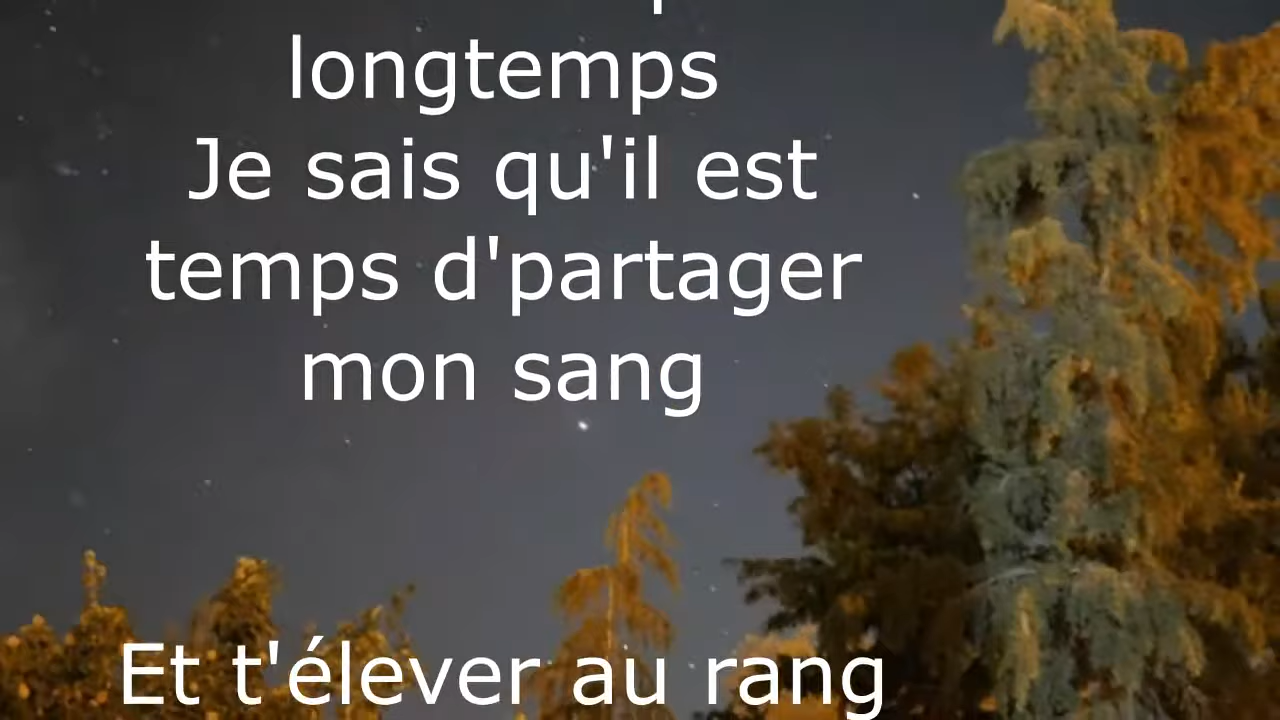 longtemps
Je sais qu'il est
temps d'partager
mon sang
Et t'élever au rang